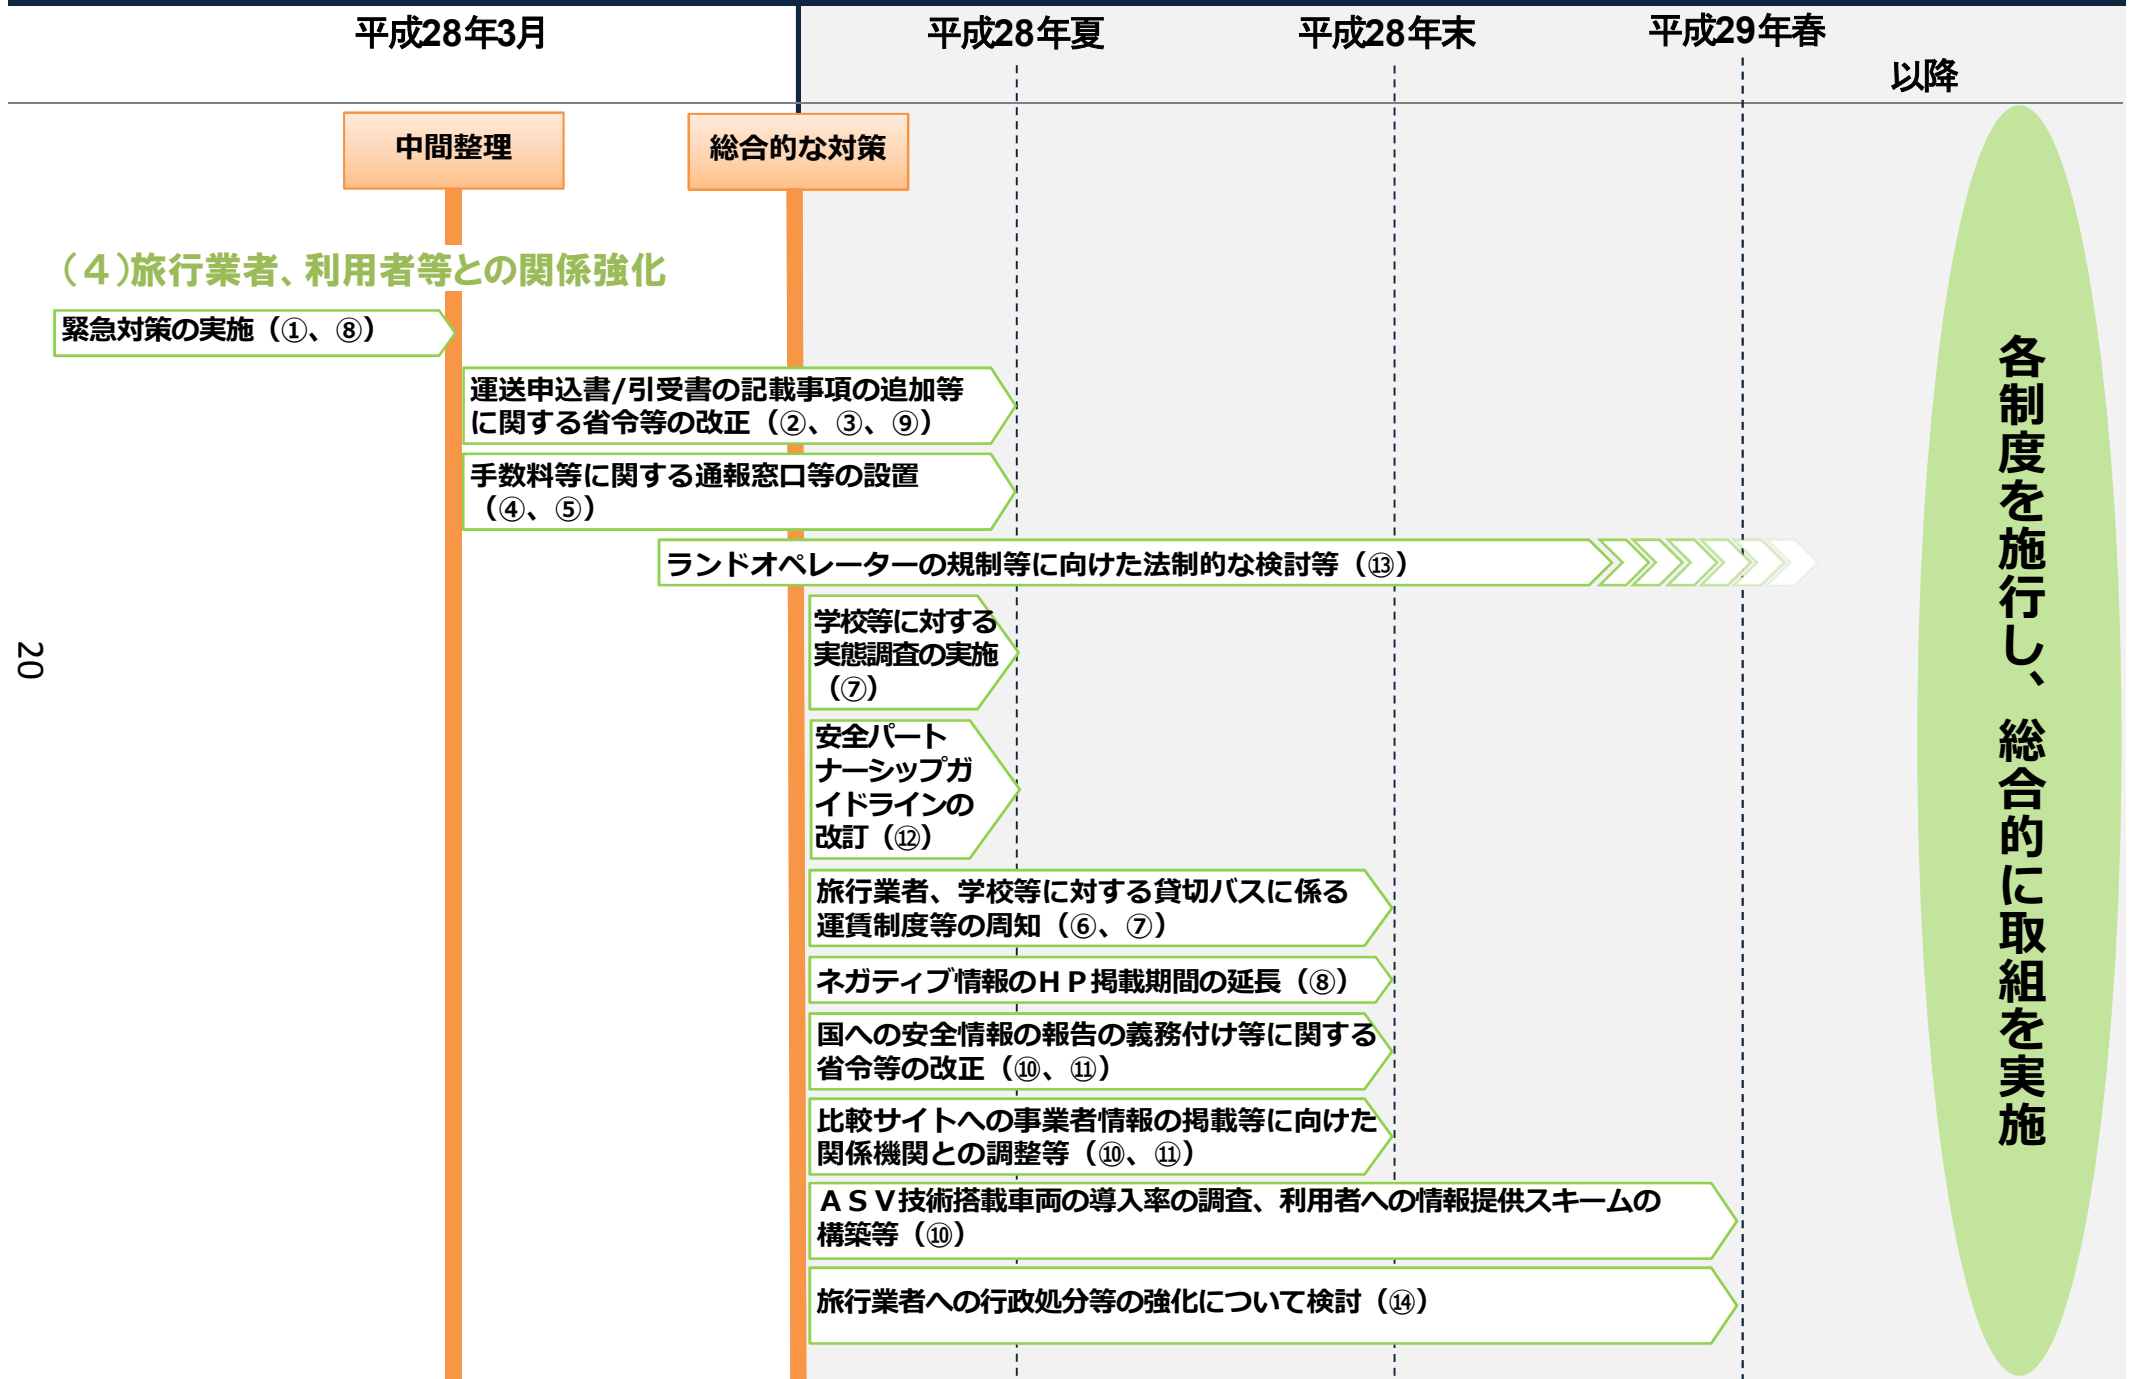 平成28年3月
平成28年夏
平成28年末
平成29年春
以降
中間整理
総合的な対策
（４）旅行業者、利用者等との関係強化
緊急対策の実施（①、⑧）
運送申込書/引受書の記載事項の追加等
に関する省令等の改正（②、③、⑨）
手数料等に関する通報窓口等の設置
（④、⑤）
ランドオペレーターの規制等に向けた法制的な検討等（⑬）
学校等に対する
実態調査の実施
（⑦）
安全パート
ナーシップガ
イドラインの
改訂（⑫）
旅行業者、学校等に対する貸切バスに係る
運賃制度等の周知（⑥、⑦）
ネガティブ情報のＨＰ掲載期間の延長（⑧）
国への安全情報の報告の義務付け等に関する
省令等の改正（⑩、⑪）
比較サイトへの事業者情報の掲載等に向けた
関係機関との調整等（⑩、⑪）
ＡＳＶ技術搭載車両の導入率の調査、利用者への情報提供スキームの
構築等（⑩）
旅行業者への行政処分等の強化について検討（⑭）
各制度を施行し、総合的に取組を実施
20